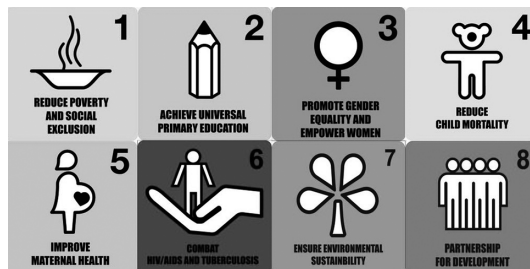 1
REDUCE POVERTY
AND SOCIAL
EXCLUSION
2
ACHIEVE UNIVERSAL
PRIMARY EDUCATION
3
PROMOTE GENDER
EQUALITY AND
EMPOWER WOMEN
4
REDUCE
CHILD MORTALITY
5
IMPROVE
MATERNAL HEALTH
6
COMBAT
HIV/AIDS AND TUBERCULOSIS
7
ENSURE ENVIRONMENTAL
SUSTAINBILITY
8
PARTNERSHIP
FOR DEVELOPMENT